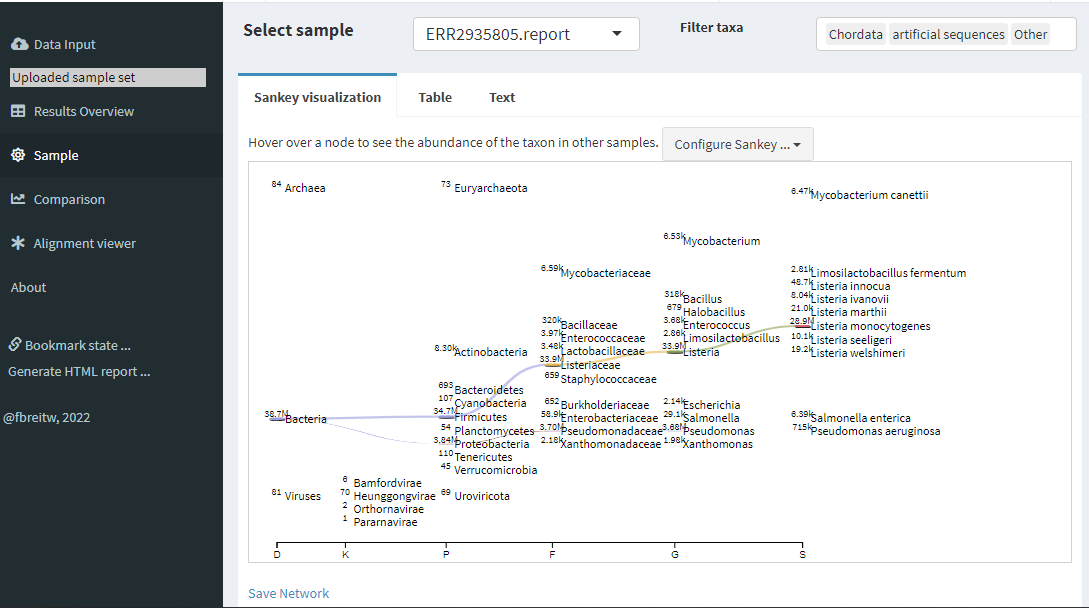 Data Input
Uploaded sample set
Results Overview
Sample
Comparison
Alignment viewer
About
Bookmark state ...
Generate HTML report ...
@fbreitw, 2022
Select sample
ERR2935805.report
Filter taxa
Chordata artificial sequences Other
Sankey visualization Table Text
Hover over a node to see the abundance of the taxon in other samples.
Configure Sankey ...
84 Archaea
38.7M Bacteria
81 Viruses
6 Bamfordvirae
70 Heunggongvirae
2 Orthornavirae
1 Pararnavirae
73 Euryarchaeota
8.30k Actinobacteria
693 Bacteroidetes
107 Cyanobacteria
34.7M Firmicutes
54 Planctomycetes
3.84M Proteobacteria
110 Tenericutes
45 Verrucomicrobia
69 Uroviricota
6.59k Mycobacteriaceae
320k Bacillaceae
3.97k Enterococcaceae
3.48k Lactobacillaceae
33.9M Listeriaceae
659 Staphylococcaceae
652 Burkholderiaceae
58.9k Enterobacteriaceae
3.70M Pseudomonadaceae
2.18k Xanthomonadaceae
6.53k Mycobacterium
318k Bacillus
679 Halobacillus
3.68k Enterococcus
2.86k Limosilactobacillus
33.9M Listeria
2.14k Escherichia
29.1k Salmonella
3.68M Pseudomonas
1.98k Xanthomonas
6.47k Mycobacterium canettii
2.81k Limosilactobacillus fermentum
48.7k Listeria innocua
8.04k Listeria ivanovii
21.0k Listeria marthii
28.9M Listeria monocytogenes
10.1k Listeria seeligeri
19.2k Listeria welshimeri
6.39k Salmonella enterica
715k Pseudomonas aeruginosa
D K P F G S
Save Network